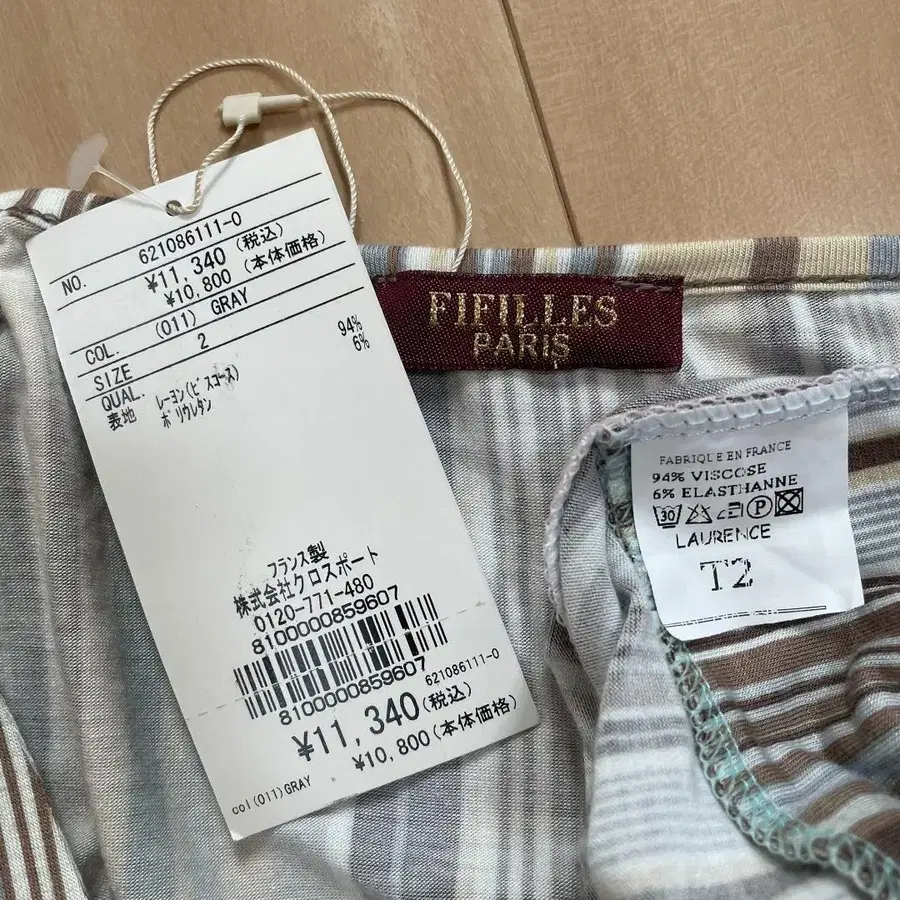 NO. 621086111-0
¥11,340(税込)
¥10,800(本体価格)
COL. (011) GRAY
SIZE 2
QUAL.
表地 レーヨン(ビスコース) 94%
ポリウレタン 6%
フランス製
株式会社クロスポート
0120-771-480
8100000859607
8100000859607
621086111-0
¥11,340(税込)
¥10,800(本体価格)
col(011)GRAY
FIFILLES
PARIS
FABRIQUE EN FRANCE
94% VISCOSE
6% ELASTHANNE
30 P
LAURENCE
T2